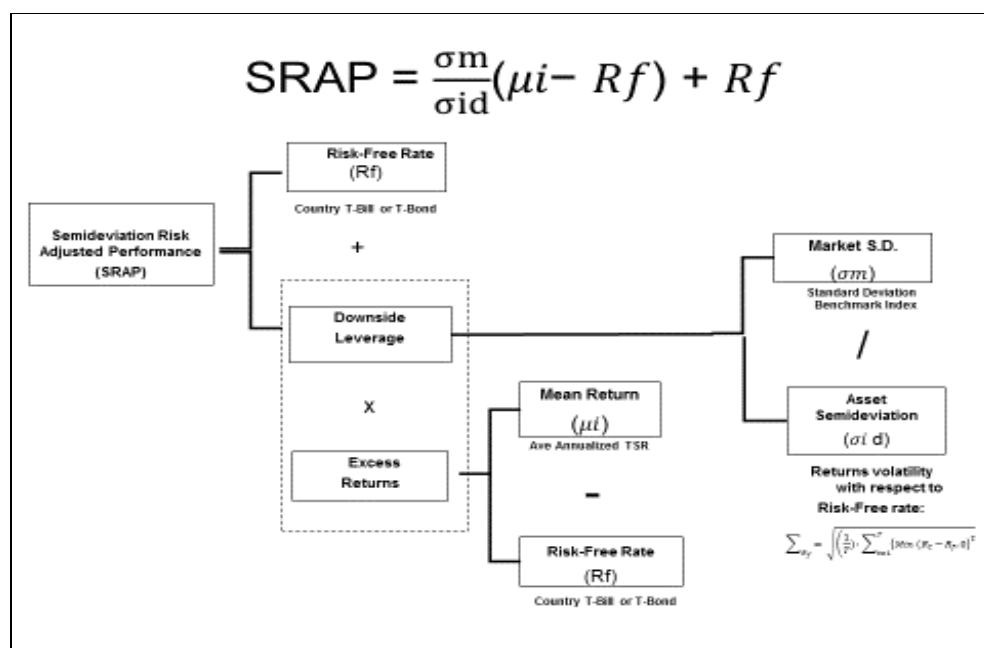 SRAP = σm/σid (μi− Rf) + Rf
Risk-Free Rate
(Rf)
Country T-Bill or T-Bond
+
Semideviation Risk
Adjusted Performance
(SRAP)
Downside
Leverage
X
Excess
Returns
Mean Return
(μi)
Ave Annualized TSR
-
Risk-Free Rate
(Rf)
Country T-Bill or T-Bond
Market S.D.
(σm)
Standard Deviation
Benchmark Index
/
Asset
Semideviation
(σi d)
Returns volatility
with respect to
Risk-Free rate: